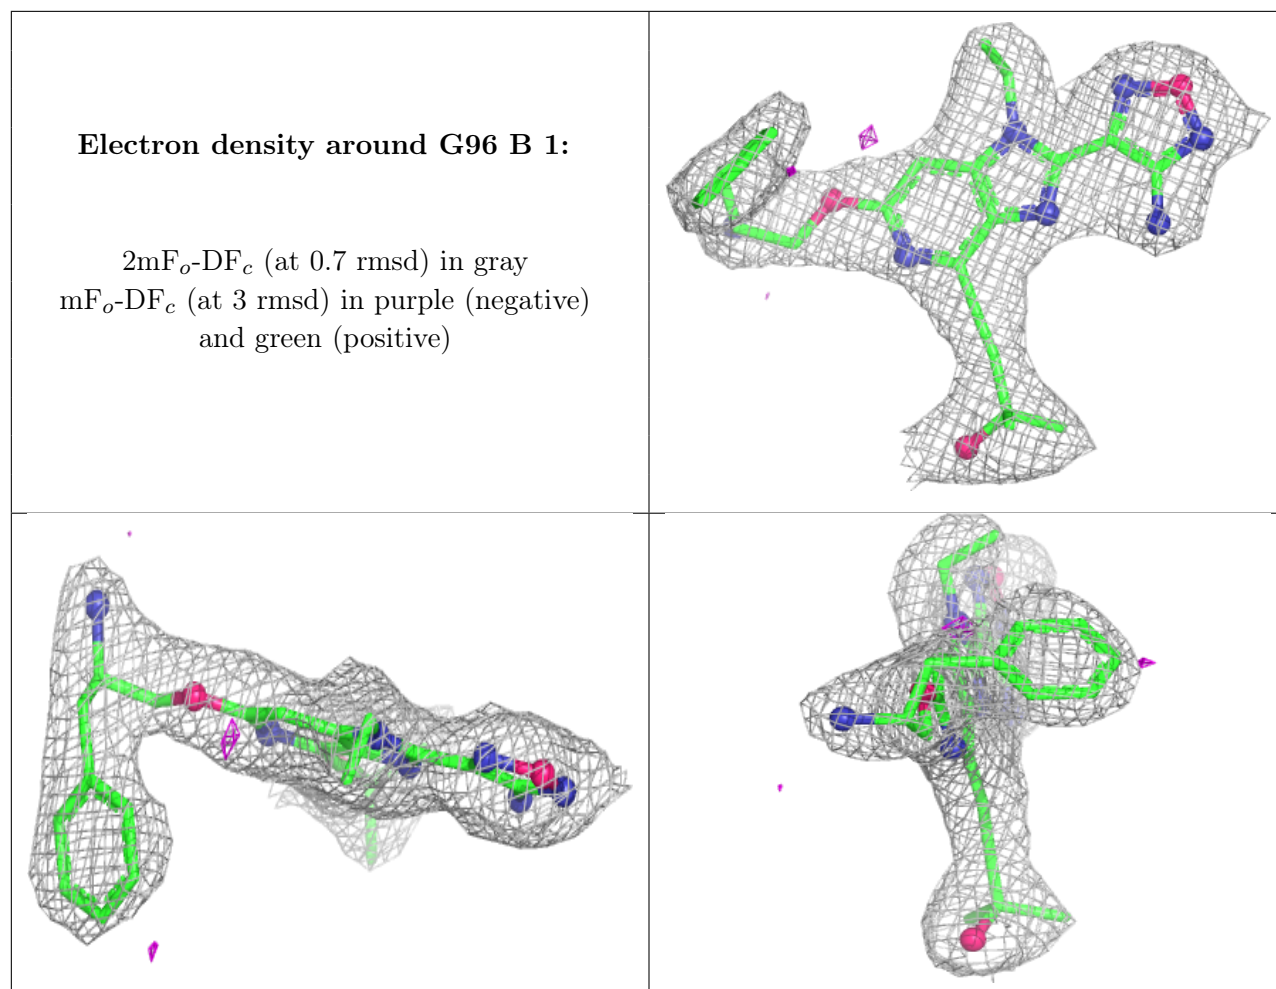 Electron density around G96 B 1:
2mFo-DFc (at 0.7 rmsd) in gray
mFo-DFc (at 3 rmsd) in purple (negative)
and green (positive)